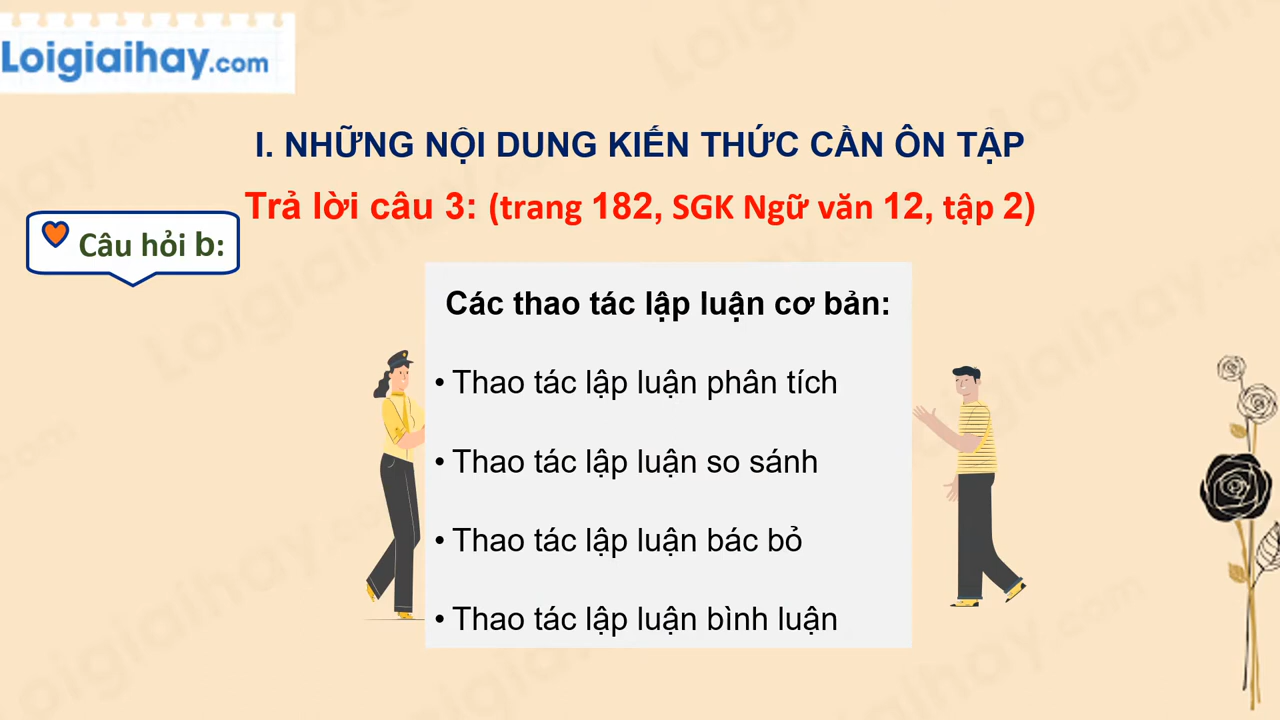 Loigiaihay.com
I. NHỮNG NỘI DUNG KIẾN THỨC CẦN ÔN TẬP
Trả lời câu 3: (trang 182, SGK Ngữ văn 12, tập 2)
Câu hỏi b:
Các thao tác lập luận cơ bản:
• Thao tác lập luận phân tích
• Thao tác lập luận so sánh
• Thao tác lập luận bác bỏ
• Thao tác lập luận bình luận